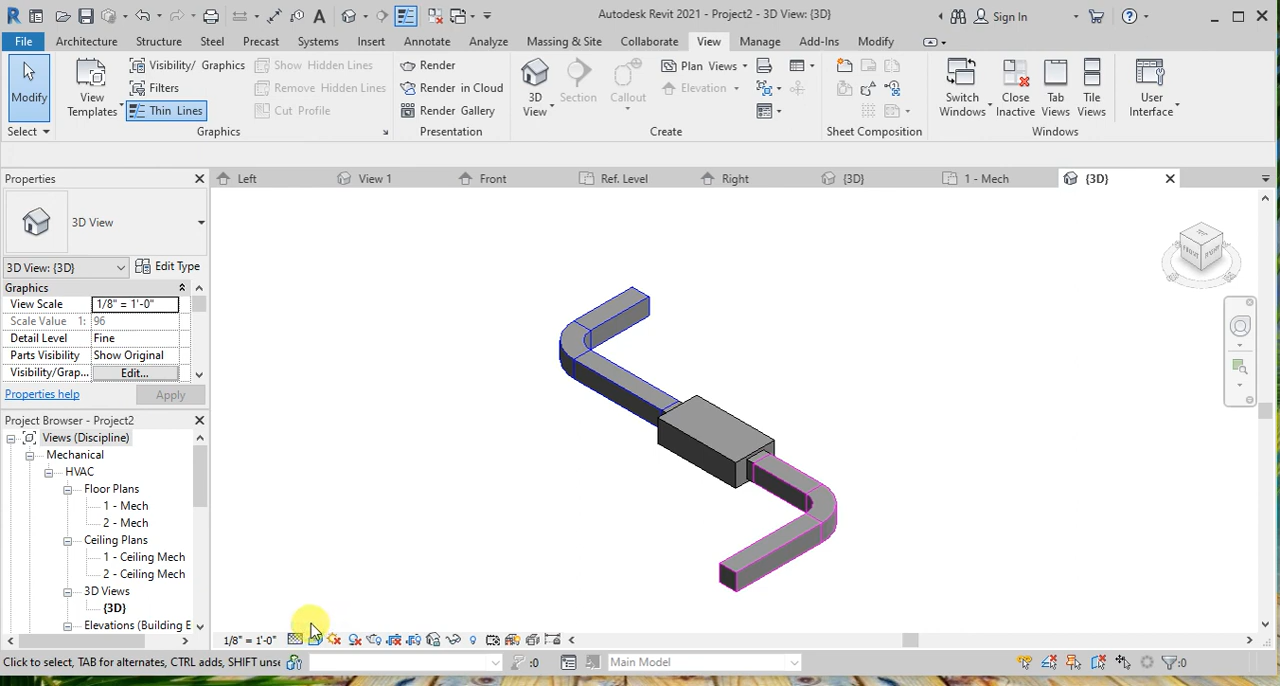 Autodesk Revit 2021 - Project2 - 3D View: {3D}
Sign In
File Architecture Structure Steel Precast Systems Insert Annotate Analyze Massing & Site Collaborate View Manage Add-Ins Modify
Modify
Select
View Templates
Visibility/ Graphics
Filters
Thin Lines
Show Hidden Lines
Remove Hidden Lines
Cut Profile
Graphics
Render
Render in Cloud
Render Gallery
Presentation
3D View
Section
Callout
Plan Views
Elevation
Create
Sheet Composition
Switch Windows
Close Inactive
Tab Views
Tile Views
Windows
User Interface
Properties
Left
View 1
Front
Ref. Level
Right
{3D}
1 - Mech
{3D}
3D View
3D View: {3D}
Edit Type
Graphics
View Scale 1/8" = 1'-0"
Scale Value 1: 96
Detail Level Fine
Parts Visibility Show Original
Visibility/Grap... Edit...
Properties help
Apply
Project Browser - Project2
Views (Discipline)
Mechanical
HVAC
Floor Plans
1 - Mech
2 - Mech
Ceiling Plans
1 - Ceiling Mech
2 - Ceiling Mech
3D Views
{3D}
Elevations (Building E
1/8" = 1'-0"
Click to select, TAB for alternates, CTRL adds, SHIFT unse
:0
Main Model
:0